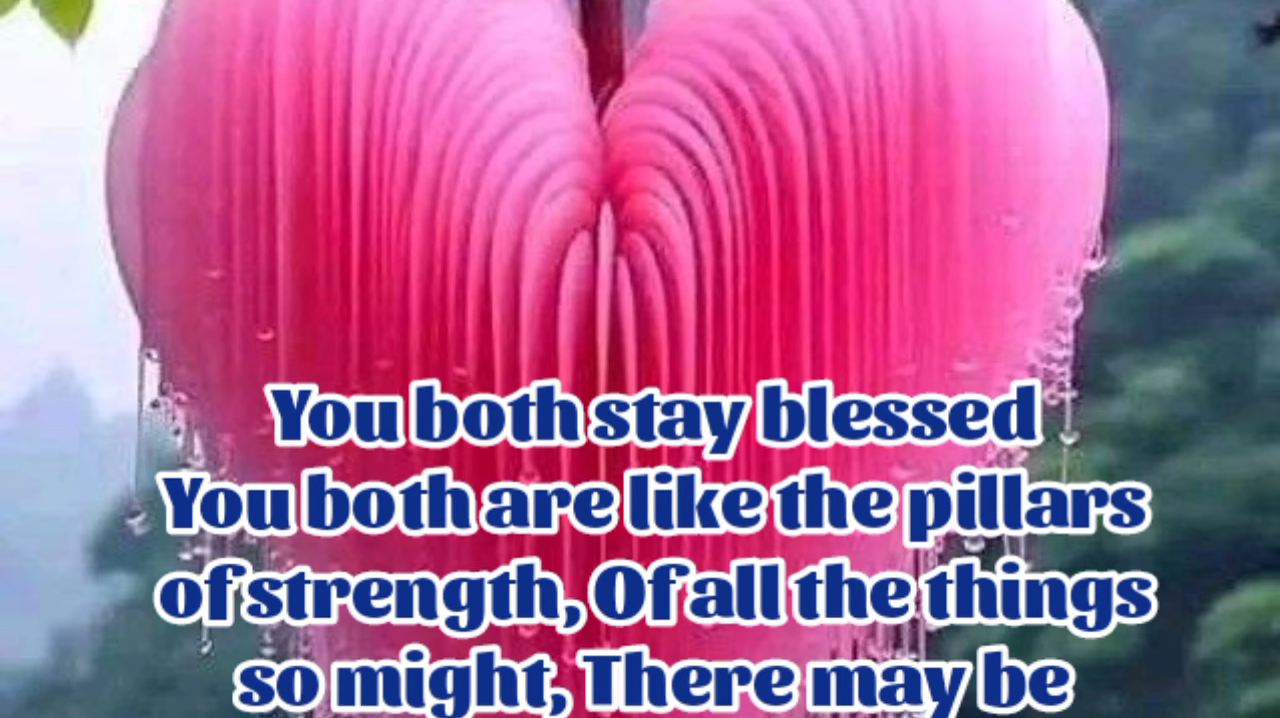 You both stay blessed
You both are like the pillars
of strength, Of all the things
so might, There may be